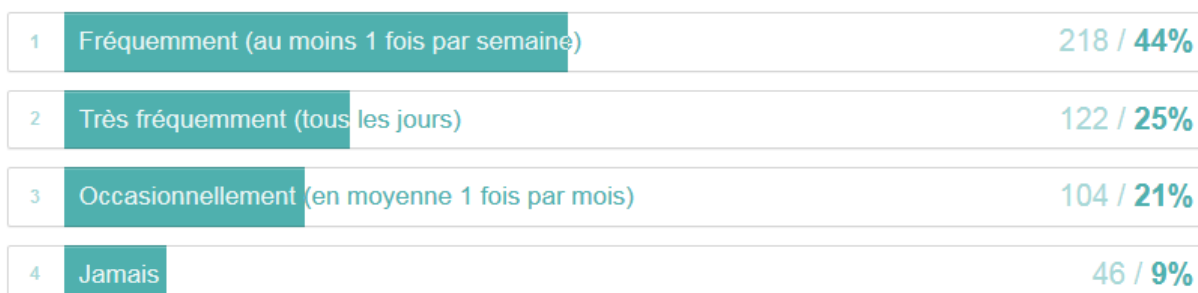 1 Fréquemment (au moins 1 fois par semaine) 218 / 44%
2 Très fréquemment (tous les jours) 122 / 25%
3 Occasionnellement (en moyenne 1 fois par mois) 104 / 21%
4 Jamais 46 / 9%